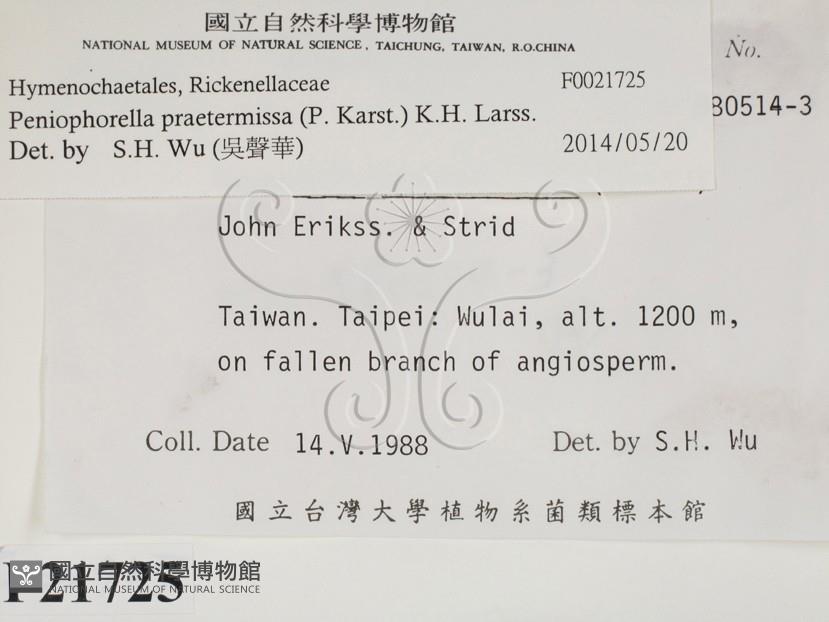 國立自然科學博物館
NATIONAL MUSEUM OF NATURAL SCIENCE, TAICHUNG, TAIWAN, R.O.CHINA
No.
Hymenochaetales, Rickenellaceae F0021725
80514-3
Peniophorella praetermissa (P. Karst.) K.H. Larss.
Det. by S.H. Wu (吳聲華) 2014/05/20
John Erikss. & Strid
Taiwan. Taipei: Wulai, alt. 1200 m,
on fallen branch of angiosperm.
Coll. Date 14.V.1988 Det. by S.H. Wu
國立台灣大學植物系菌類標本館
F21725
國立自然科學博物館
NATIONAL MUSEUM OF NATURAL SCIENCE